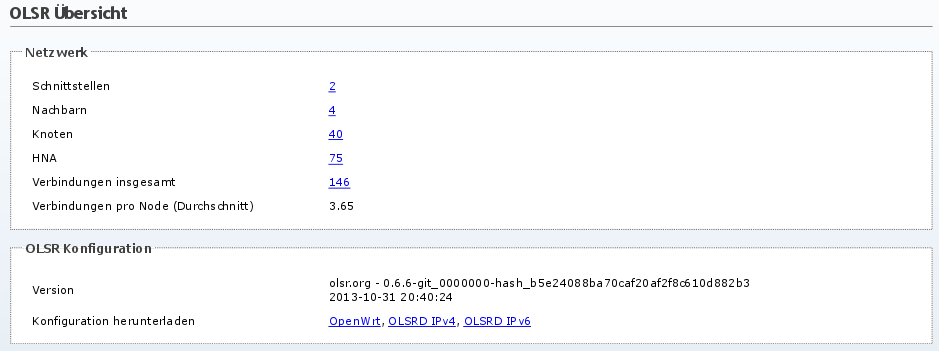 OLSR Übersicht
Netzwerk
Schnittstellen 2
Nachbarn 4
Knoten 40
HNA 75
Verbindungen insgesamt 146
Verbindungen pro Node (Durchschnitt) 3.65
OLSR Konfiguration
Version olsr.org - 0.6.6-git_0000000-hash_b5e24088ba70caf20af2f8c610d882b3
2013-10-31 20:40:24
Konfiguration herunterladen OpenWrt, OLSRD IPv4, OLSRD IPv6